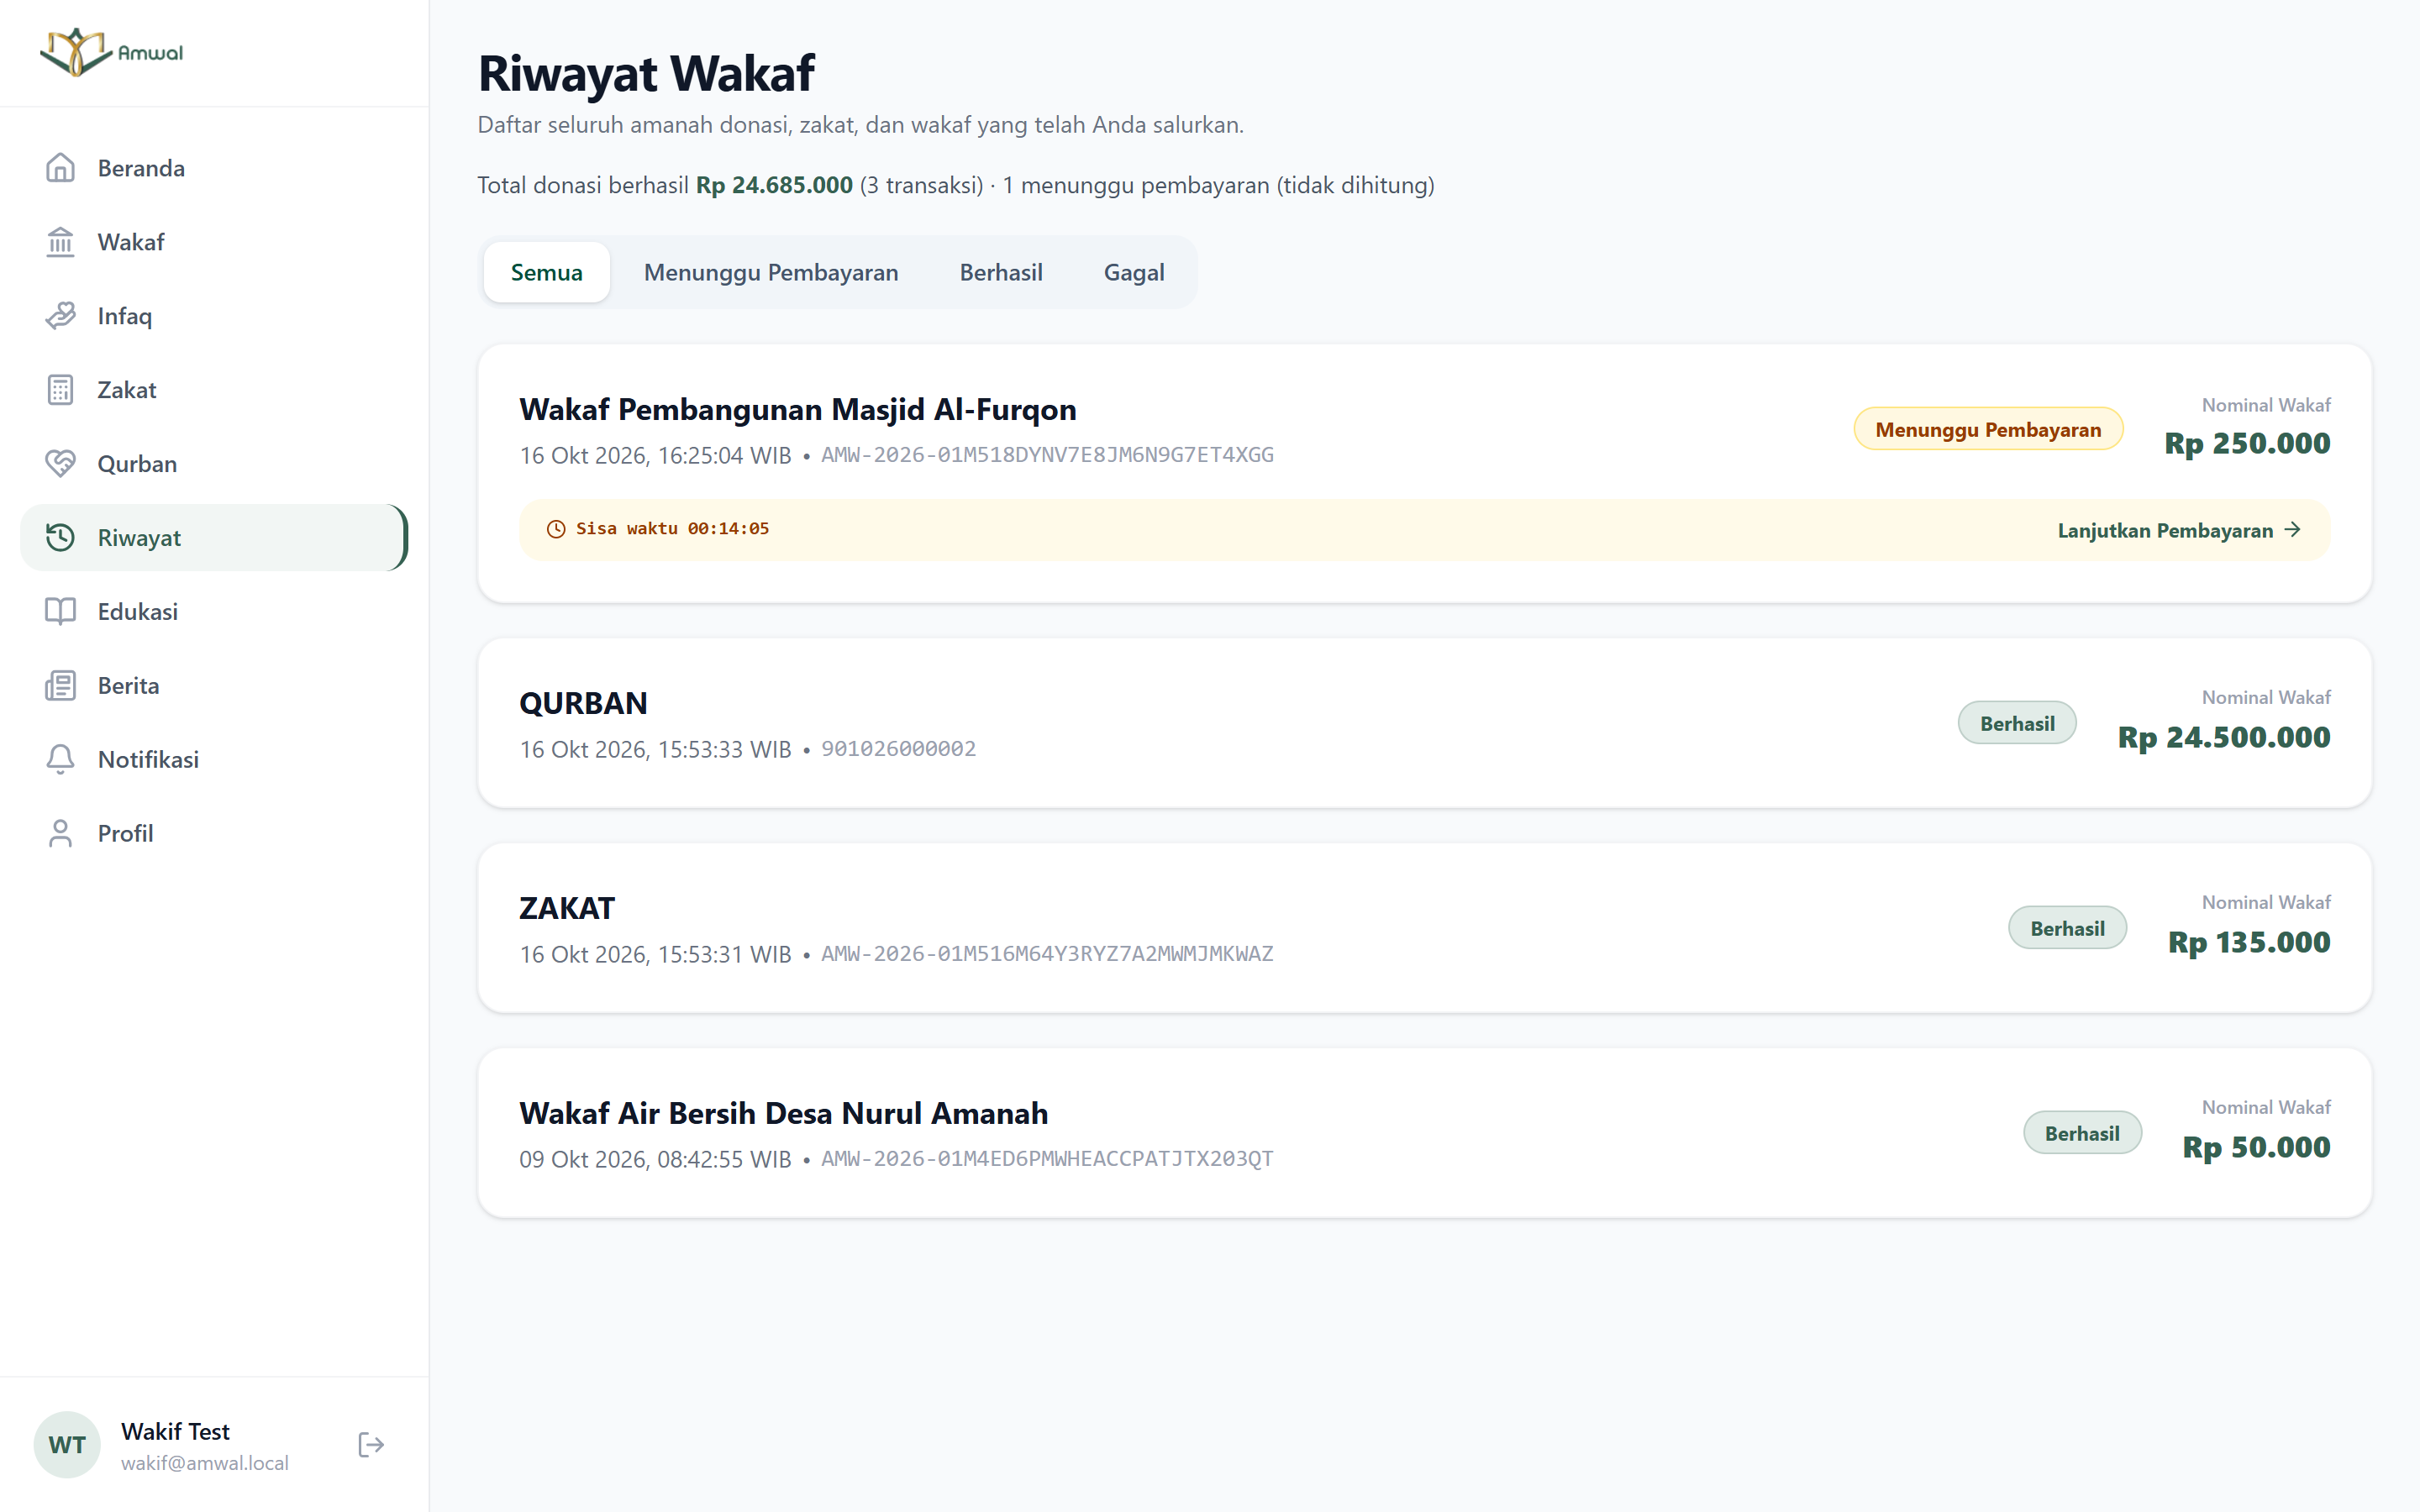 Amwal
Beranda
Wakaf
Infaq
Zakat
Qurban
Riwayat
Edukasi
Berita
Notifikasi
Profil
WT
Wakif Test
wakif@amwal.local
Riwayat Wakaf
Daftar seluruh amanah donasi, zakat, dan wakaf yang telah Anda salurkan.
Total donasi berhasil Rp 24.685.000 (3 transaksi) · 1 menunggu pembayaran (tidak dihitung)
Semua Menunggu Pembayaran Berhasil Gagal
Wakaf Pembangunan Masjid Al-Furqon
16 Okt 2026, 16:25:04 WIB • AMW-2026-01M518DYNV7E8JM6N9G7ET4XGG
Menunggu Pembayaran
Nominal Wakaf
Rp 250.000
Sisa waktu 00:14:05
Lanjutkan Pembayaran →
QURBAN
16 Okt 2026, 15:53:33 WIB • 901026000002
Berhasil
Nominal Wakaf
Rp 24.500.000
ZAKAT
16 Okt 2026, 15:53:31 WIB • AMW-2026-01M516M64Y3RYZ7A2MWMJMKWAZ
Berhasil
Nominal Wakaf
Rp 135.000
Wakaf Air Bersih Desa Nurul Amanah
09 Okt 2026, 08:42:55 WIB • AMW-2026-01M4ED6PMWHEACCPATJTX203QT
Berhasil
Nominal Wakaf
Rp 50.000